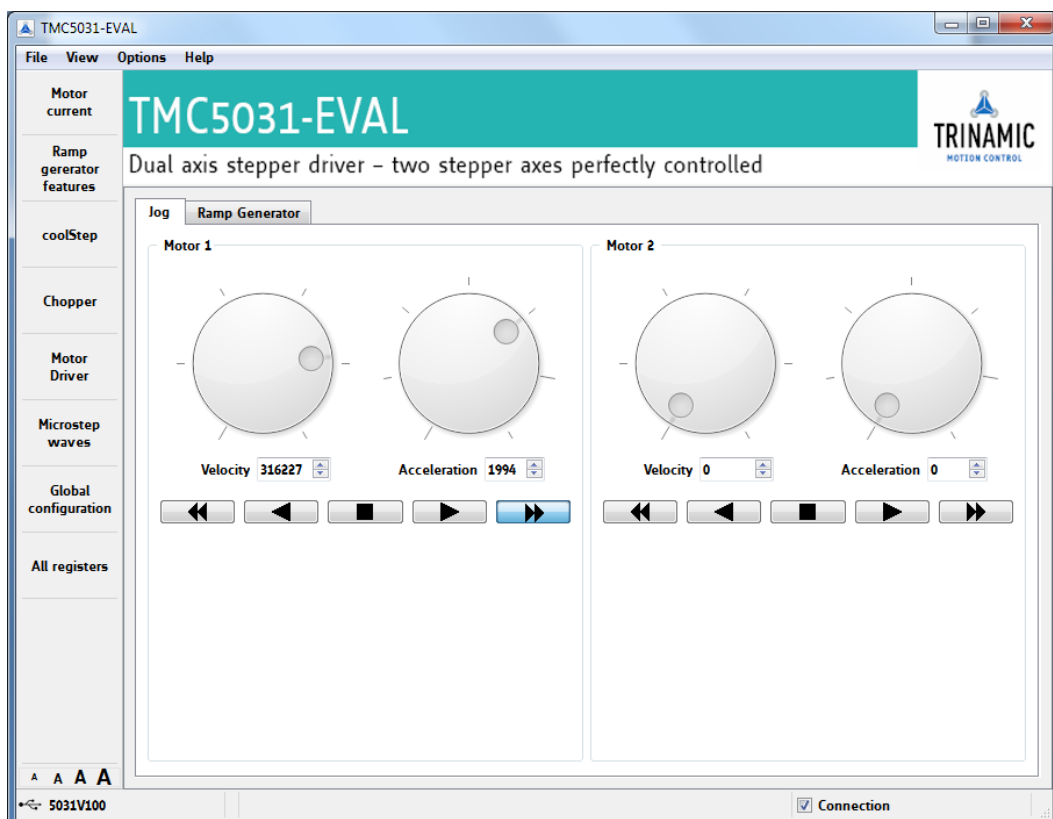 TMC5031-EVAL
File View Options Help
Motor
current
Ramp
gererator
features
coolStep
Chopper
Motor
Driver
Microstep
waves
Global
configuration
All registers
A A A A
TMC5031-EVAL
Dual axis stepper driver – two stepper axes perfectly controlled
TRINAMIC
MOTION CONTROL
Jog Ramp Generator
Motor 1
Velocity 316227 Acceleration 1994
Motor 2
Velocity 0 Acceleration 0
5031V100
Connection